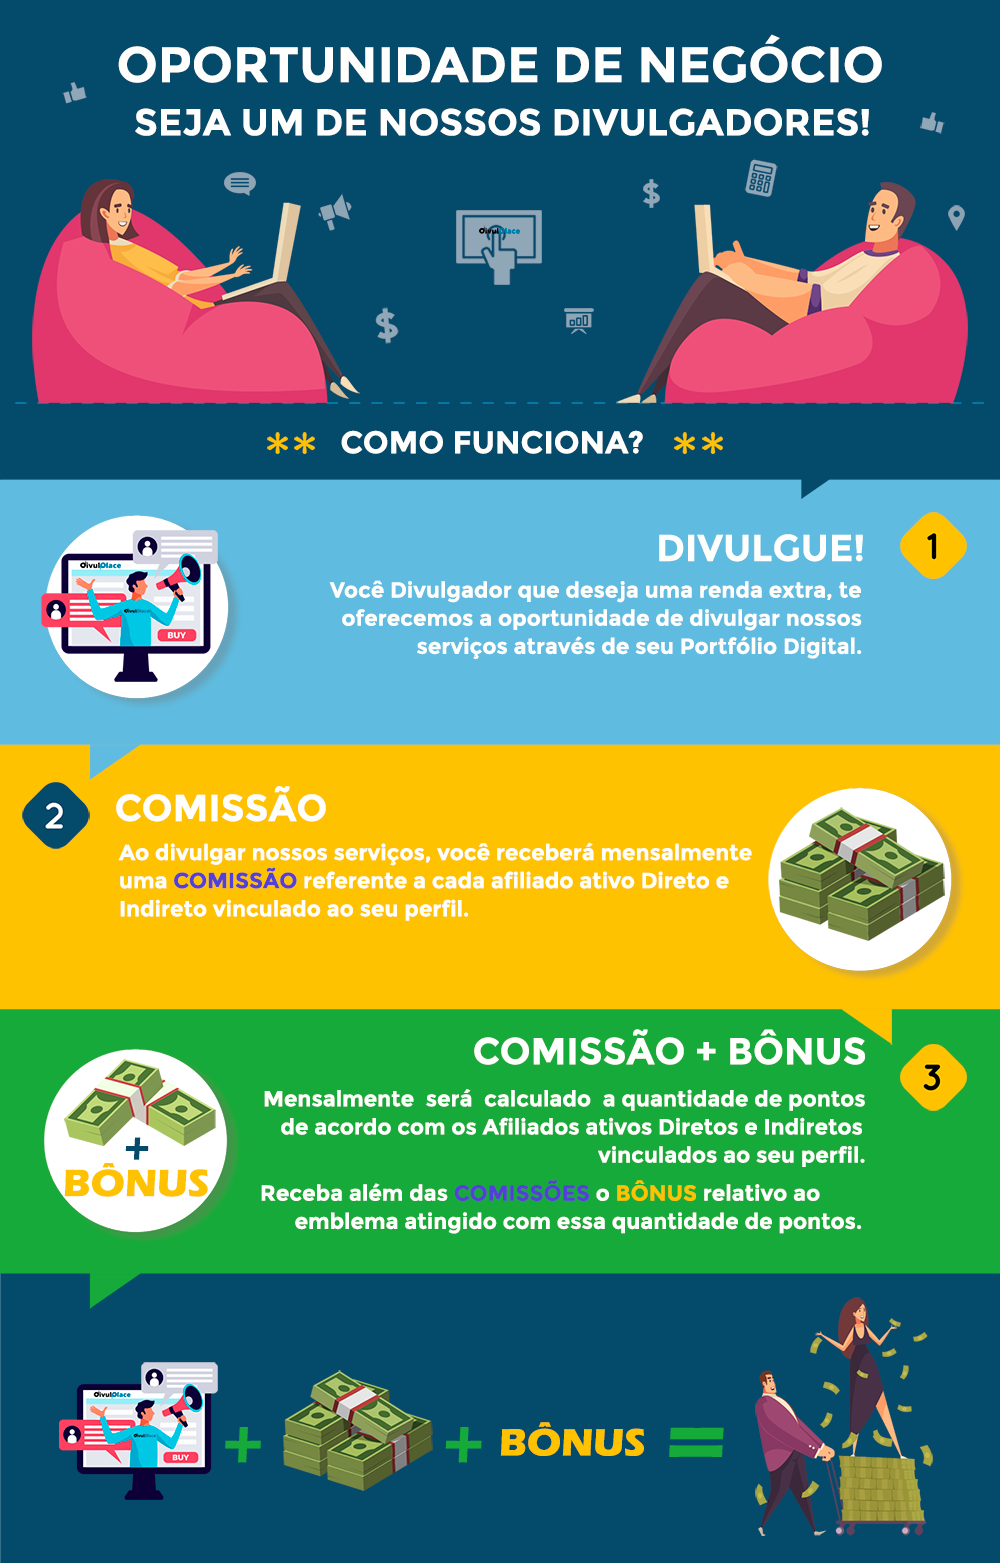 OPORTUNIDADE DE NEGÓCIO
SEJA UM DE NOSSOS DIVULGADORES!
DivulPlace
** COMO FUNCIONA? **
DIVULGUE!
1
Você Divulgador que deseja uma renda extra, te
oferecemos a oportunidade de divulgar nossos
serviços através de seu Portfólio Digital.
DivulPlace
DivulPlace
BUY
2
COMISSÃO
Ao divulgar nossos serviços, você receberá mensalmente
uma COMISSÃO referente a cada afiliado ativo Direto e
Indireto vinculado ao seu perfil.
COMISSÃO + BÔNUS
3
Mensalmente será calculado a quantidade de pontos
de acordo com os Afiliados ativos Diretos e Indiretos
vinculados ao seu perfil.
Receba além das COMISSÕES o BÔNUS relativo ao
emblema atingido com essa quantidade de pontos.
+
BÔNUS
DivulPlace
DivulPlace
BUY
+ + BÔNUS =